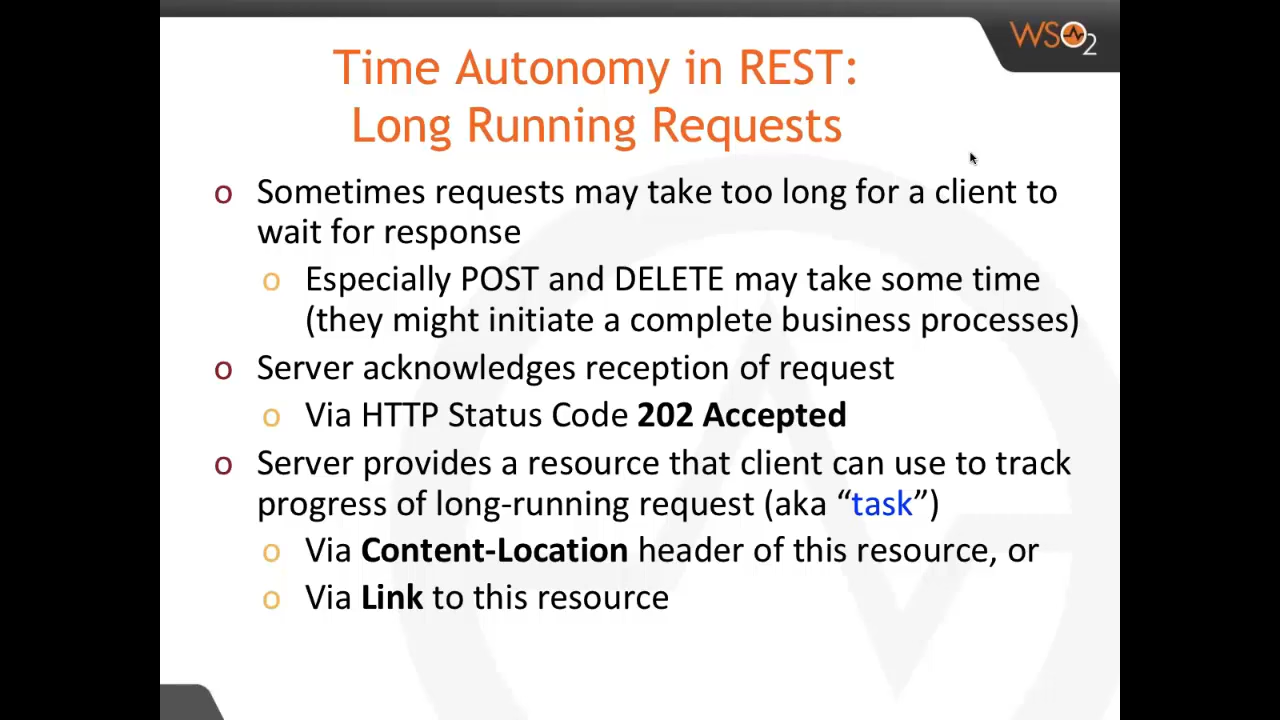 WSO2
Time Autonomy in REST:
Long Running Requests
o Sometimes requests may take too long for a client to
wait for response
o Especially POST and DELETE may take some time
(they might initiate a complete business processes)
o Server acknowledges reception of request
o Via HTTP Status Code 202 Accepted
o Server provides a resource that client can use to track
progress of long-running request (aka “task”)
o Via Content-Location header of this resource, or
o Via Link to this resource